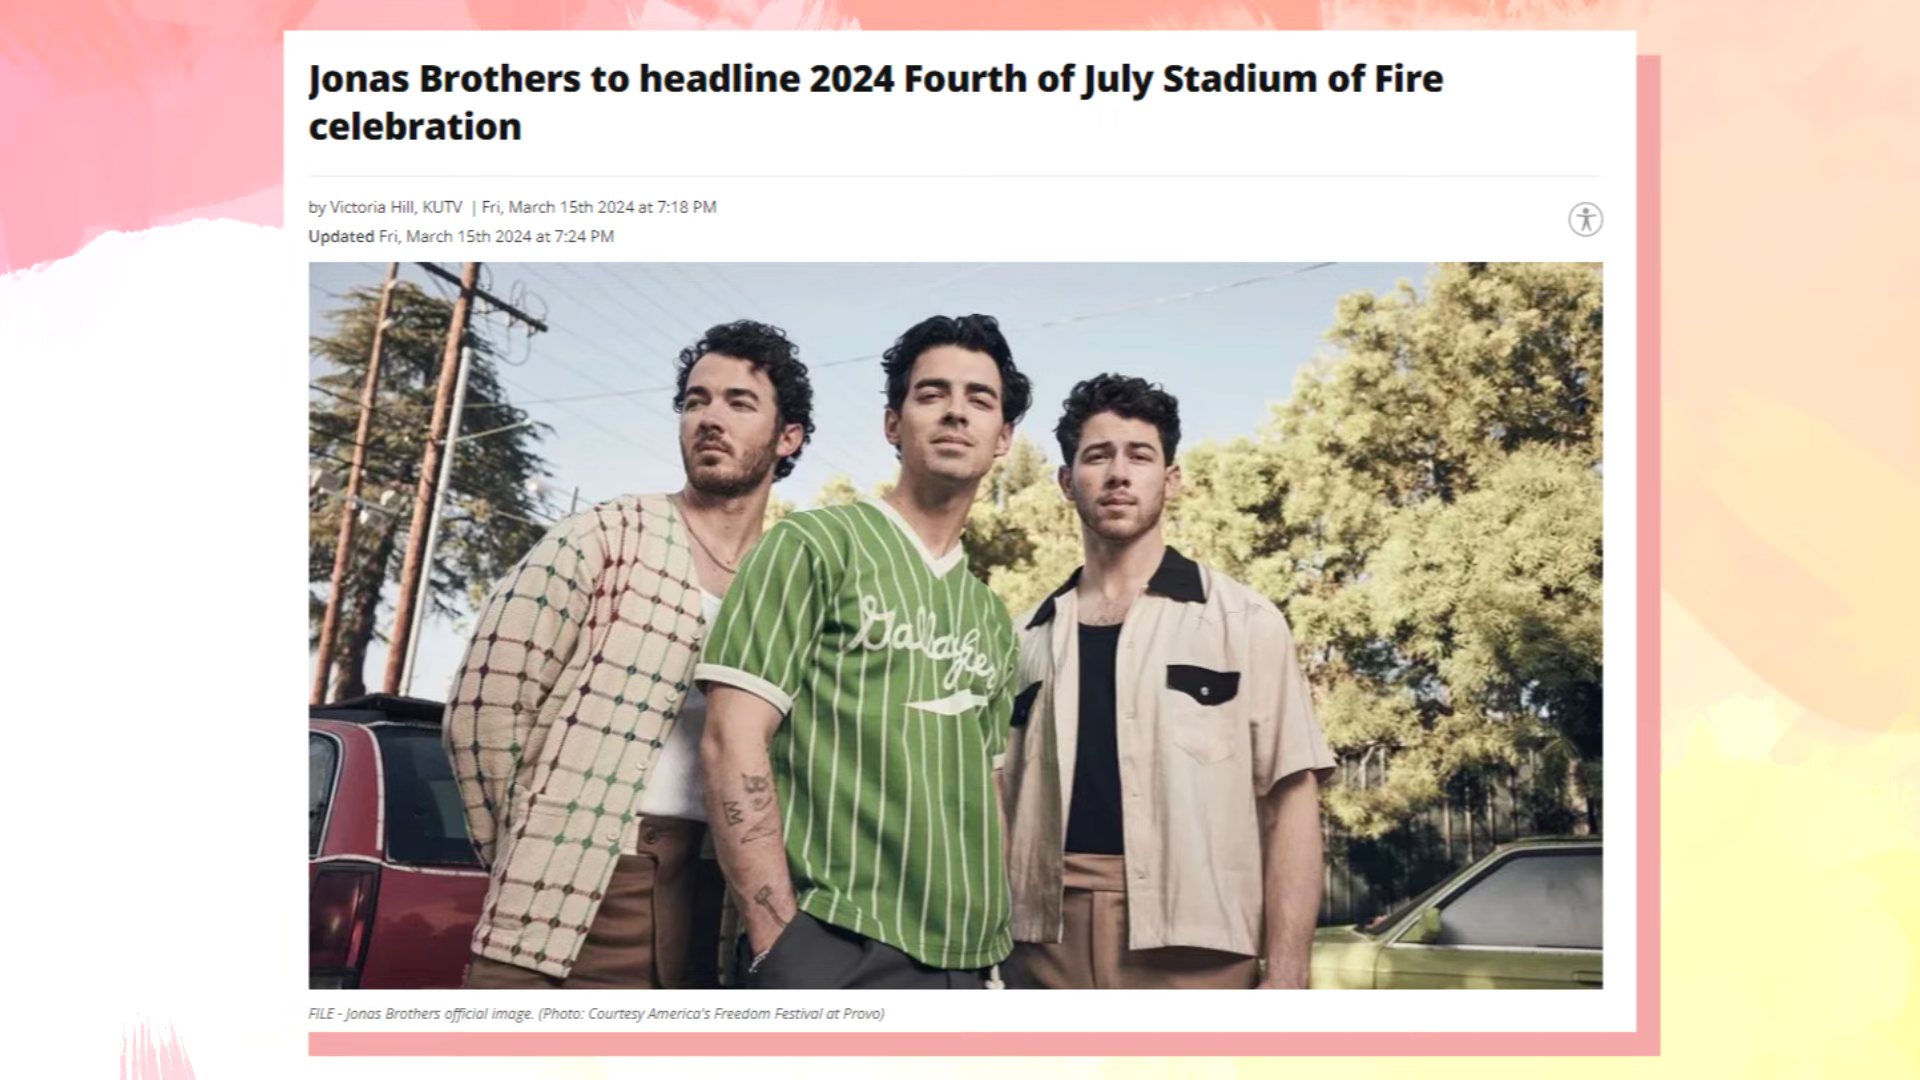 Jonas Brothers to headline 2024 Fourth of July Stadium of Fire
celebration
by Victoria Hill, KUTV | Fri, March 15th 2024 at 7:18 PM
Updated Fri, March 15th 2024 at 7:24 PM
Gallagher
FILE - Jonas Brothers official image. (Photo: Courtesy America's Freedom Festival at Provo)